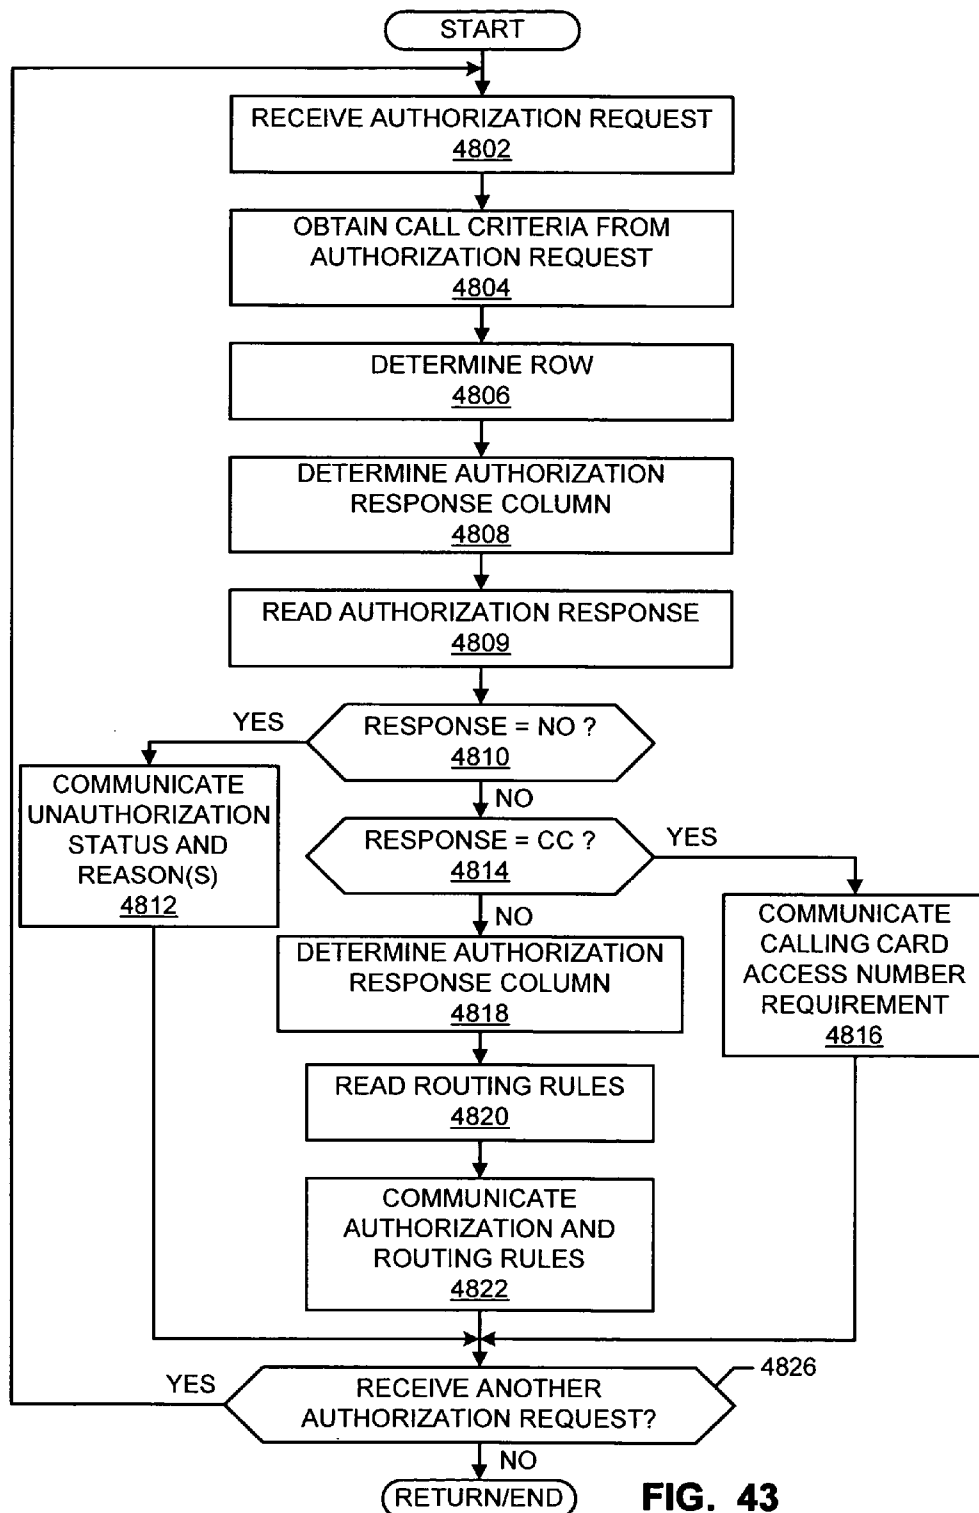 START
RECEIVE AUTHORIZATION REQUEST
4802
OBTAIN CALL CRITERIA FROM
AUTHORIZATION REQUEST
4804
DETERMINE ROW
4806
DETERMINE AUTHORIZATION
RESPONSE COLUMN
4808
READ AUTHORIZATION RESPONSE
4809
YES
RESPONSE = NO ?
4810
COMMUNICATE
UNAUTHORIZATION
STATUS AND
REASON(S)
4812
NO
RESPONSE = CC ?
4814
YES
COMMUNICATE
CALLING CARD
ACCESS NUMBER
REQUIREMENT
4816
NO
DETERMINE AUTHORIZATION
RESPONSE COLUMN
4818
READ ROUTING RULES
4820
COMMUNICATE
AUTHORIZATION AND
ROUTING RULES
4822
YES
RECEIVE ANOTHER
AUTHORIZATION REQUEST?
4826
NO
RETURN/END
FIG. 43